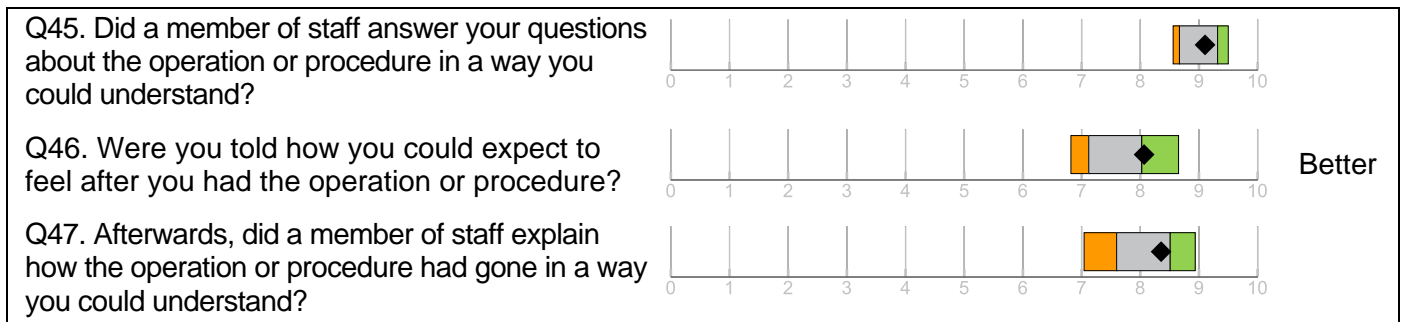 Q45. Did a member of staff answer your questions
about the operation or procedure in a way you
could understand?
0 1 2 3 4 5 6 7 8 9 10
Q46. Were you told how you could expect to
feel after you had the operation or procedure?
0 1 2 3 4 5 6 7 8 9 10
Better
Q47. Afterwards, did a member of staff explain
how the operation or procedure had gone in a way
you could understand?
0 1 2 3 4 5 6 7 8 9 10